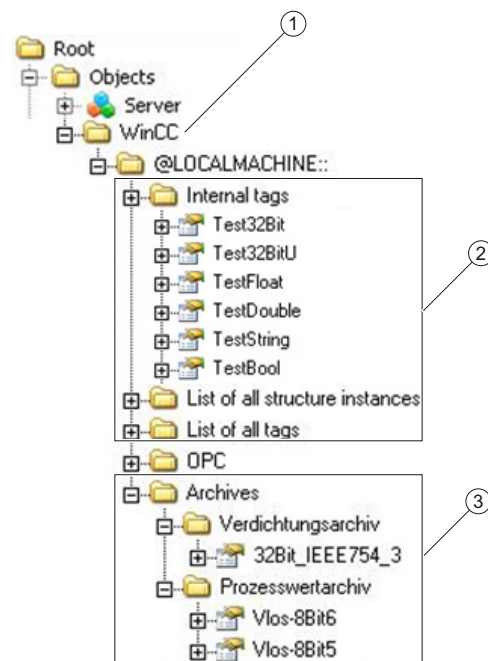 ①
Root
Objects
Server
WinCC
@LOCALMACHINE::
Internal tags
Test32Bit
Test32BitU
②
TestFloat
TestDouble
TestString
TestBool
List of all structure instances
List of all tags
OPC
Archives
③
Verdichtungsarchiv
32Bit_IEEE754_3
Prozesswertarchiv
Vlos-8Bit6
Vlos-8Bit5